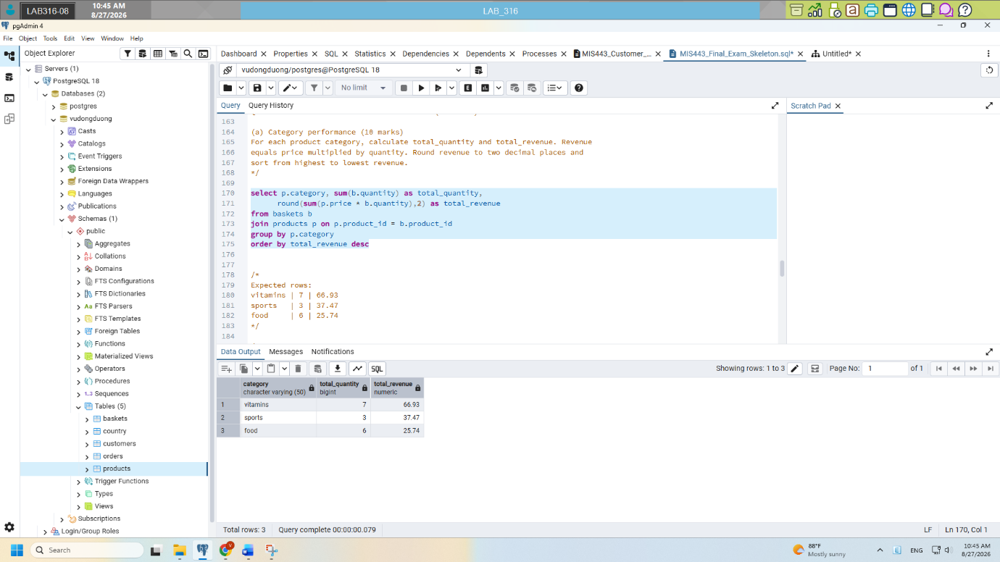 LAB316-08
10:45 AM
8/27/2026
LAB_316
pgAdmin 4
File Object Tools Edit View Window Help
Object Explorer
Dashboard Properties SQL Statistics Dependencies Dependents Processes MIS443_Customer_... MIS443_Final_Exam_Skeleton.sql* Untitled*
Servers (1)
PostgreSQL 18
Databases (2)
postgres
vudongduong
Casts
Catalogs
Event Triggers
Extensions
Foreign Data Wrappers
Languages
Publications
Schemas (1)
public
Aggregates
Collations
Domains
FTS Configurations
FTS Dictionaries
FTS Parsers
FTS Templates
Foreign Tables
Functions
Materialized Views
Operators
Procedures
Sequences
Tables (5)
baskets
country
customers
orders
products
Trigger Functions
Types
Views
Subscriptions
Login/Group Roles
vudongduong/postgres@PostgreSQL 18
No limit
Query Query History
Scratch Pad
163
164 (a) Category performance (10 marks)
165 For each product category, calculate total_quantity and total_revenue. Revenue
166 equals price multiplied by quantity. Round revenue to two decimal places and
167 sort from highest to lowest revenue.
168 */
169
170 select p.category, sum(b.quantity) as total_quantity,
171 round(sum(p.price * b.quantity),2) as total_revenue
172 from baskets b
173 join products p on p.product_id = b.product_id
174 group by p.category
175 order by total_revenue desc
176
177
178 /*
179 Expected rows:
180 vitamins | 7 | 66.93
181 sports | 3 | 37.47
182 food | 6 | 25.74
183 */
184
Data Output Messages Notifications
SQL
Showing rows: 1 to 3
Page No: 1 of 1
category total_quantity total_revenue
character varying (50) bigint numeric
1 vitamins 7 66.93
2 sports 3 37.47
3 food 6 25.74
Total rows: 3 Query complete 00:00:00.079
LF Ln 170, Col 1
Search
88°F
Mostly sunny
ENG
10:45 AM
8/27/2026